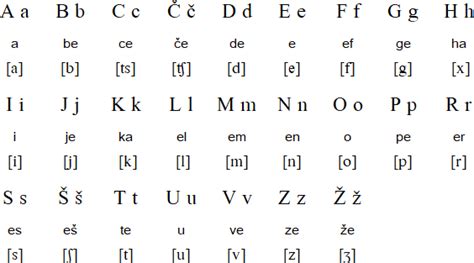 A a B b C c Č č D d E e F f G g H h
a be ce če de e ef ge ha
[a] [b] [ts] [ʧ] [d] [e] [f] [g] [x]
I i J j K k L l M m N n O o P p R r
i je ka el em en o pe er
[i] [j] [k] [l] [m] [n] [o] [p] [r]
S s Š š T t U u V v Z z Ž ž
es eš te u ve ze že
[s] [ʃʃ] [t] [u] [v] [z] [ʒ]